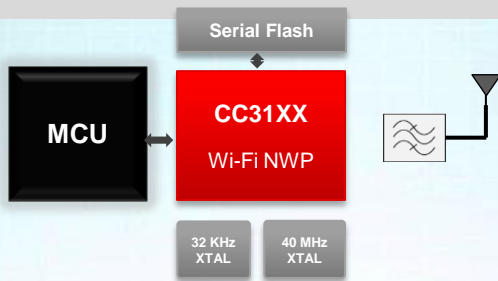 Serial Flash
MCU
CC31XX
Wi-Fi NWP
32 KHz
XTAL
40 MHz
XTAL